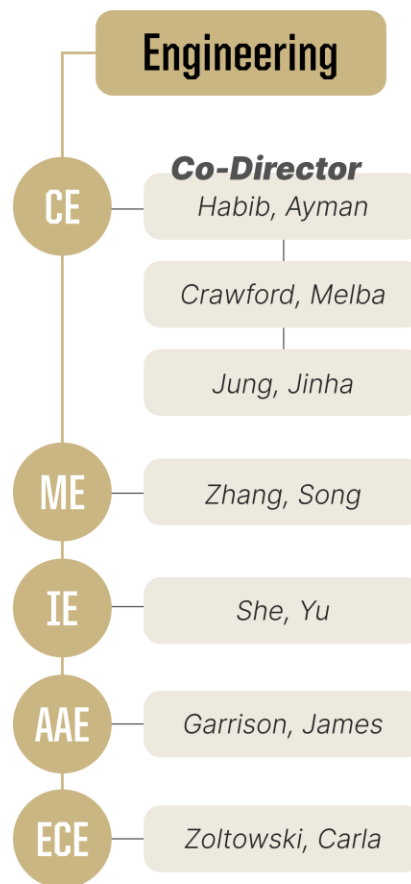 Engineering
CE
Co-Director
Habib, Ayman
Crawford, Melba
Jung, Jinha
ME
Zhang, Song
IE
She, Yu
AAE
Garrison, James
ECE
Zoltowski, Carla